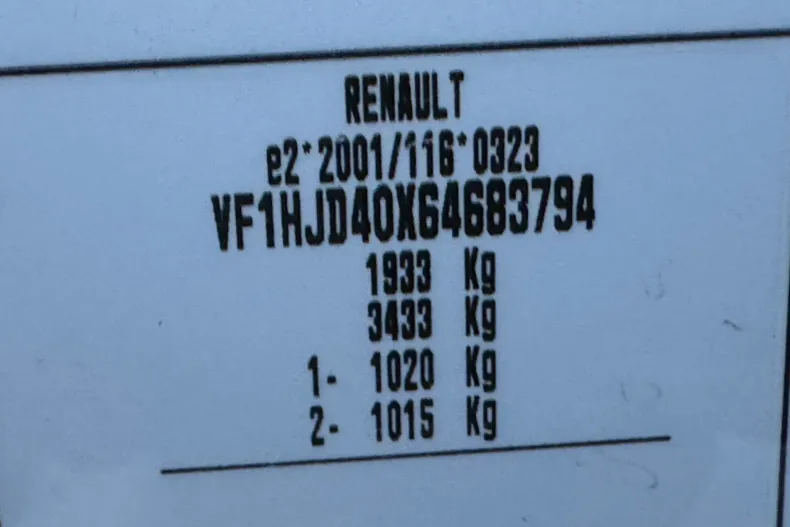 RENAULT
e2*2001/116*0323
VF1HJD40X64683794
1933 Kg
3433 Kg
1- 1020 Kg
2- 1015 Kg